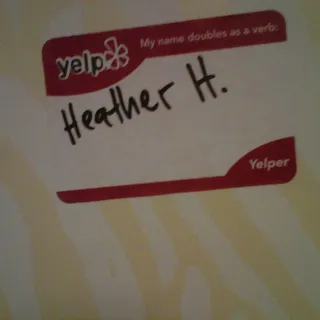 yelp
My name doubles as a verb:
Heather H.
Yelper